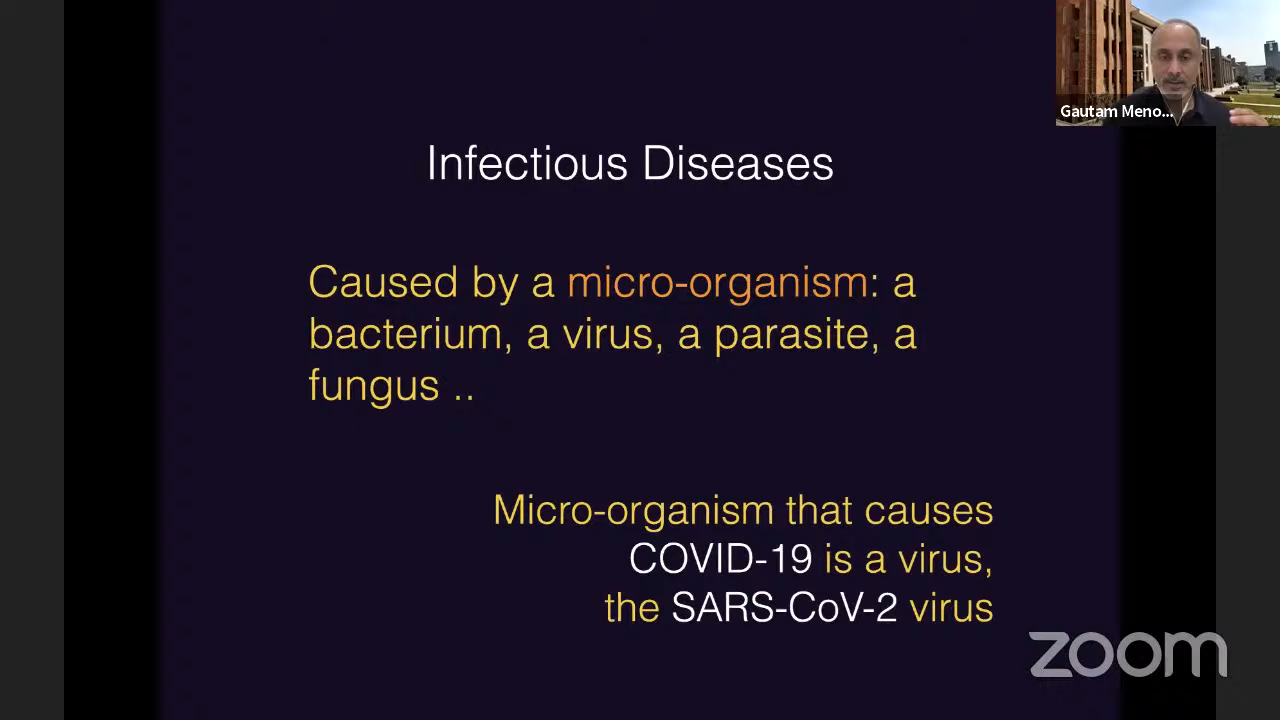 Gautam Meno...
Infectious Diseases
Caused by a micro-organism: a
bacterium, a virus, a parasite, a
fungus ..
Micro-organism that causes
COVID-19 is a virus,
the SARS-CoV-2 virus
zoom